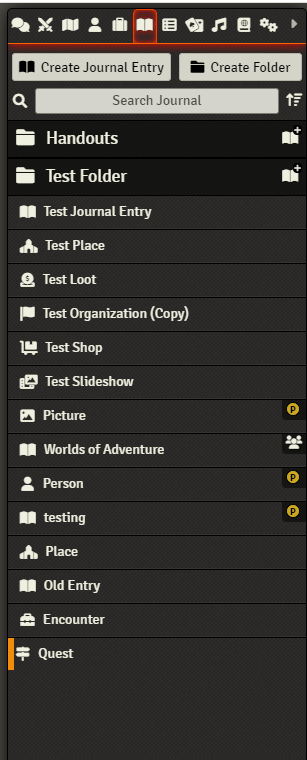 Create Journal Entry
Create Folder
Search Journal
Handouts
Test Folder
Test Journal Entry
Test Place
Test Loot
Test Organization (Copy)
Test Shop
Test Slideshow
Picture
P
Worlds of Adventure
Person
P
testing
P
Place
Old Entry
Encounter
Quest